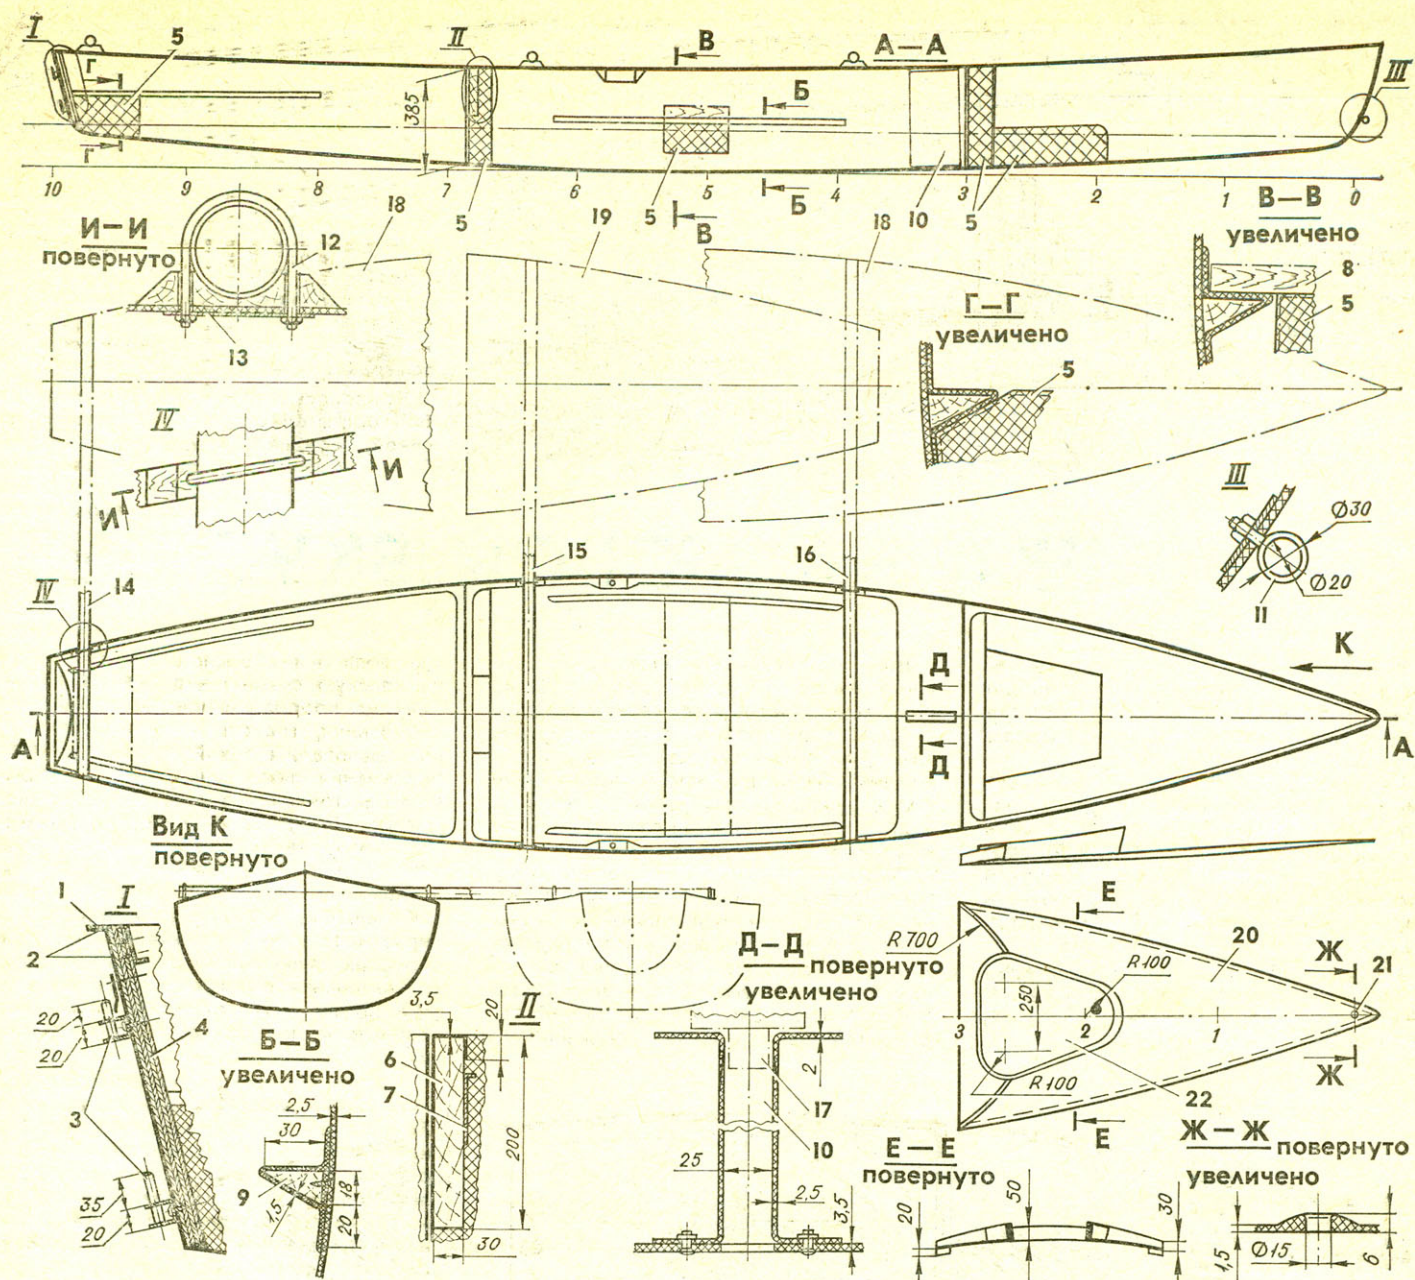 I
5
II
В
А—А
III
Г
Б
385
Г
10
9
8
7
6
5
4
3
2
1
0
5
5
В
Б
10
5
И—И
повернуто
18
12
13
19
18
В—В
увеличено
8
5
Г—Г
увеличено
5
IV
И
И
III
Ø30
Ø20
11
15
16
IV
14
К
Д
Д
А
А
Вид К
повернуто
1
I
2
20
20
4
3
35
20
Б—Б
увеличено
2,5
30
9
1,5
18
20
3,5
20
II
6
7
200
30
Д—Д повернуто
увеличено
2
17
10
25
2,5
3,5
R700
Е
20
Ж
21
R100
250
3
2
1
R100
22
Е
Ж
Е—Е
повернуто
20
50
30
Ж—Ж повернуто
увеличено
1,5
Ø15
6